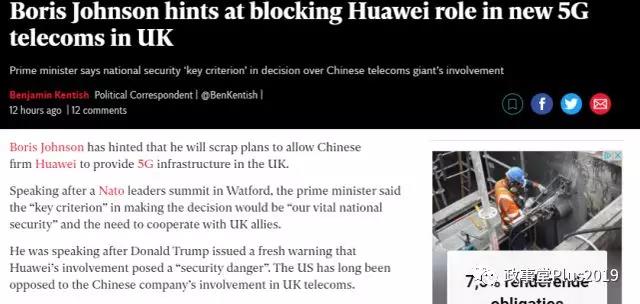 Boris Johnson hints at blocking Huawei role in new 5G
telecoms in UK
Prime minister says national security ‘key criterion’ in decision over Chinese telecoms giant’s involvement
Benjamin Kentish Political Correspondent | @BenKentish |
12 hours ago | 12 comments
Boris Johnson has hinted that he will scrap plans to allow Chinese
firm Huawei to provide 5G infrastructure in the UK.
Speaking after a Nato leaders summit in Watford, the prime minister said
the “key criterion” in making the decision would be “our vital national
security” and the need to cooperate with UK allies.
He was speaking after Donald Trump issued a fresh warning that
Huawei’s involvement posed a “security danger”. The US has long been
opposed to the Chinese company’s involvement in UK telecoms.
政事堂Plus2019
renderende
obligaties